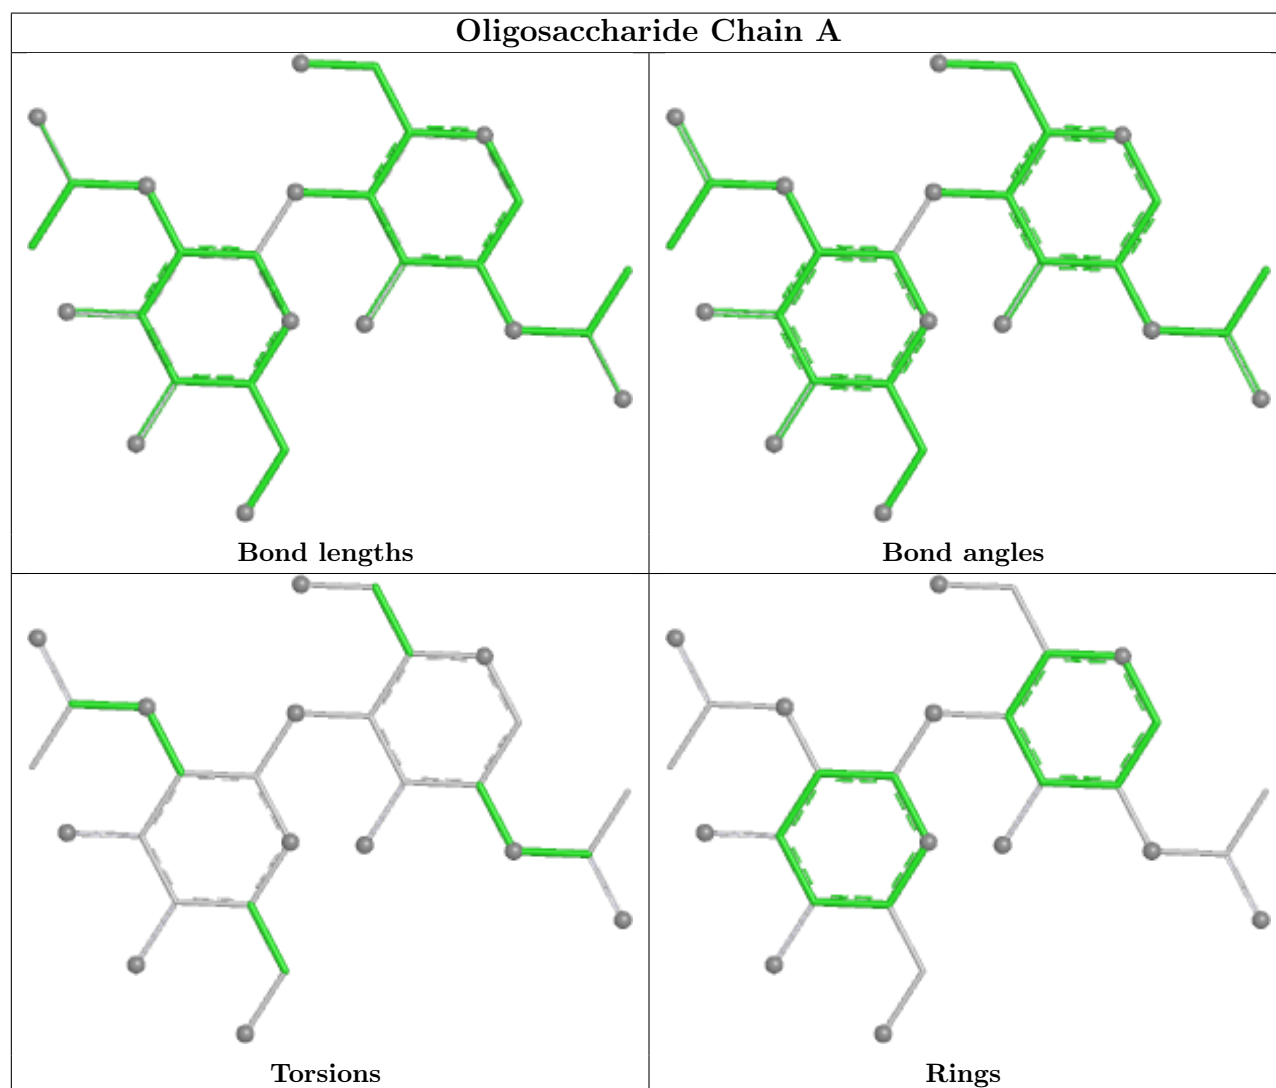 Oligosaccharide Chain A
Bond lengths
Bond angles
Torsions
Rings